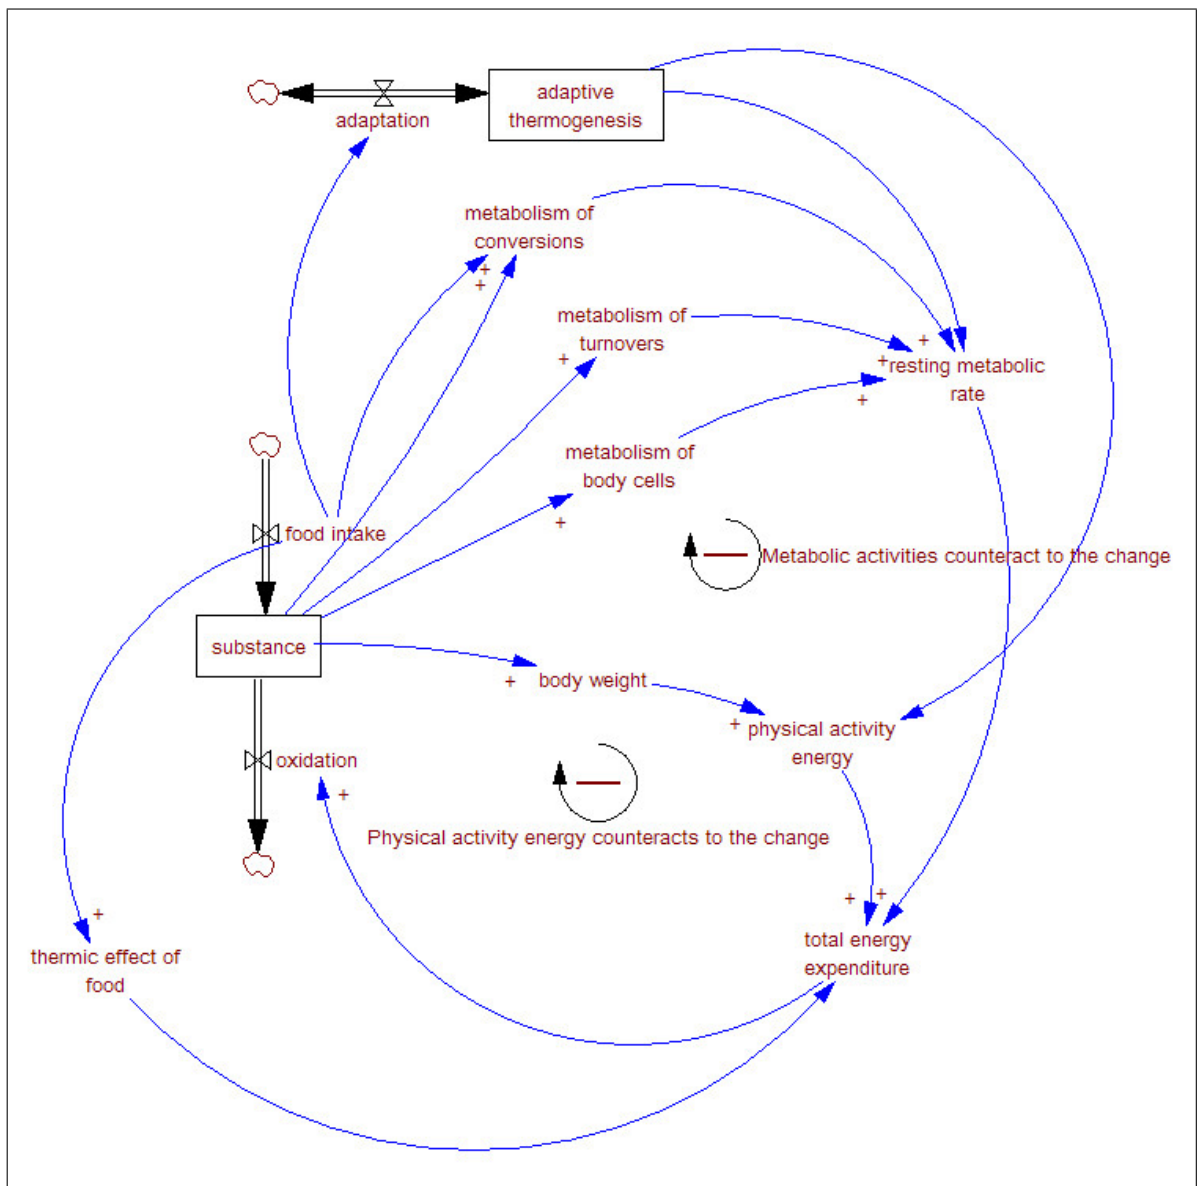 adaptive
thermogenesis
adaptation
metabolism of
conversions
+
+
metabolism of
turnovers
+
+
+resting metabolic
rate
+
metabolism of
body cells
+
food intake
Metabolic activities counteract to the change
substance
+ body weight
+ physical activity
energy
oxidation
+
Physical activity energy counteracts to the change
+ +
+
total energy
expenditure
thermic effect of
food